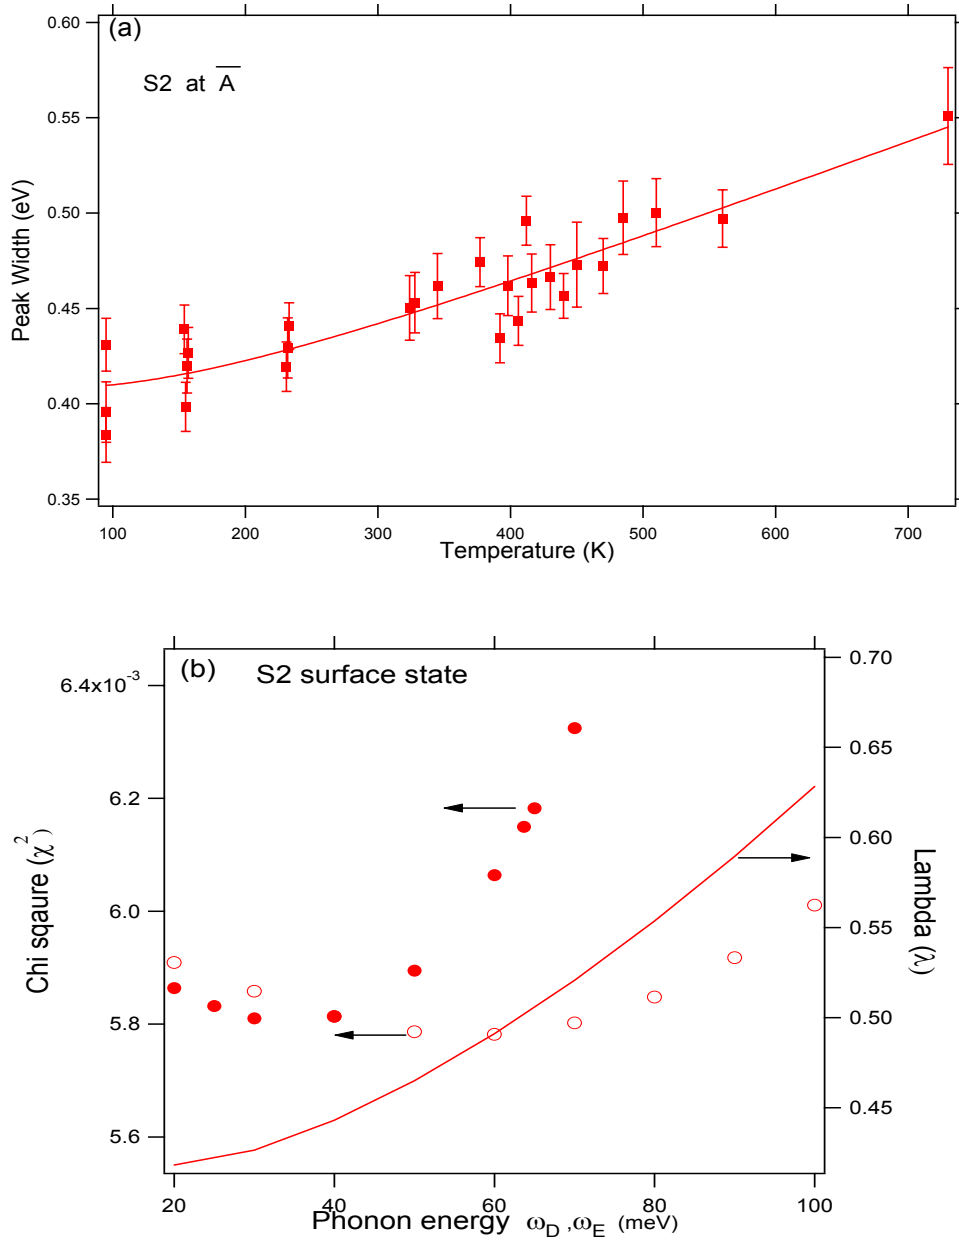 (a)
S2 at A̅
0.60
0.55
0.50
0.45
0.40
0.35
Peak Width (eV)
100 200 300 400 500 600 700
Temperature (K)
(b) S2 surface state
6.4x10⁻³
6.2
6.0
5.8
5.6
Chi sqaure (χ²)
0.70
0.65
0.60
0.55
0.50
0.45
Lambda (λ)
20 40 60 80 100
Phonon energy ω_D ,ω_E (meV)